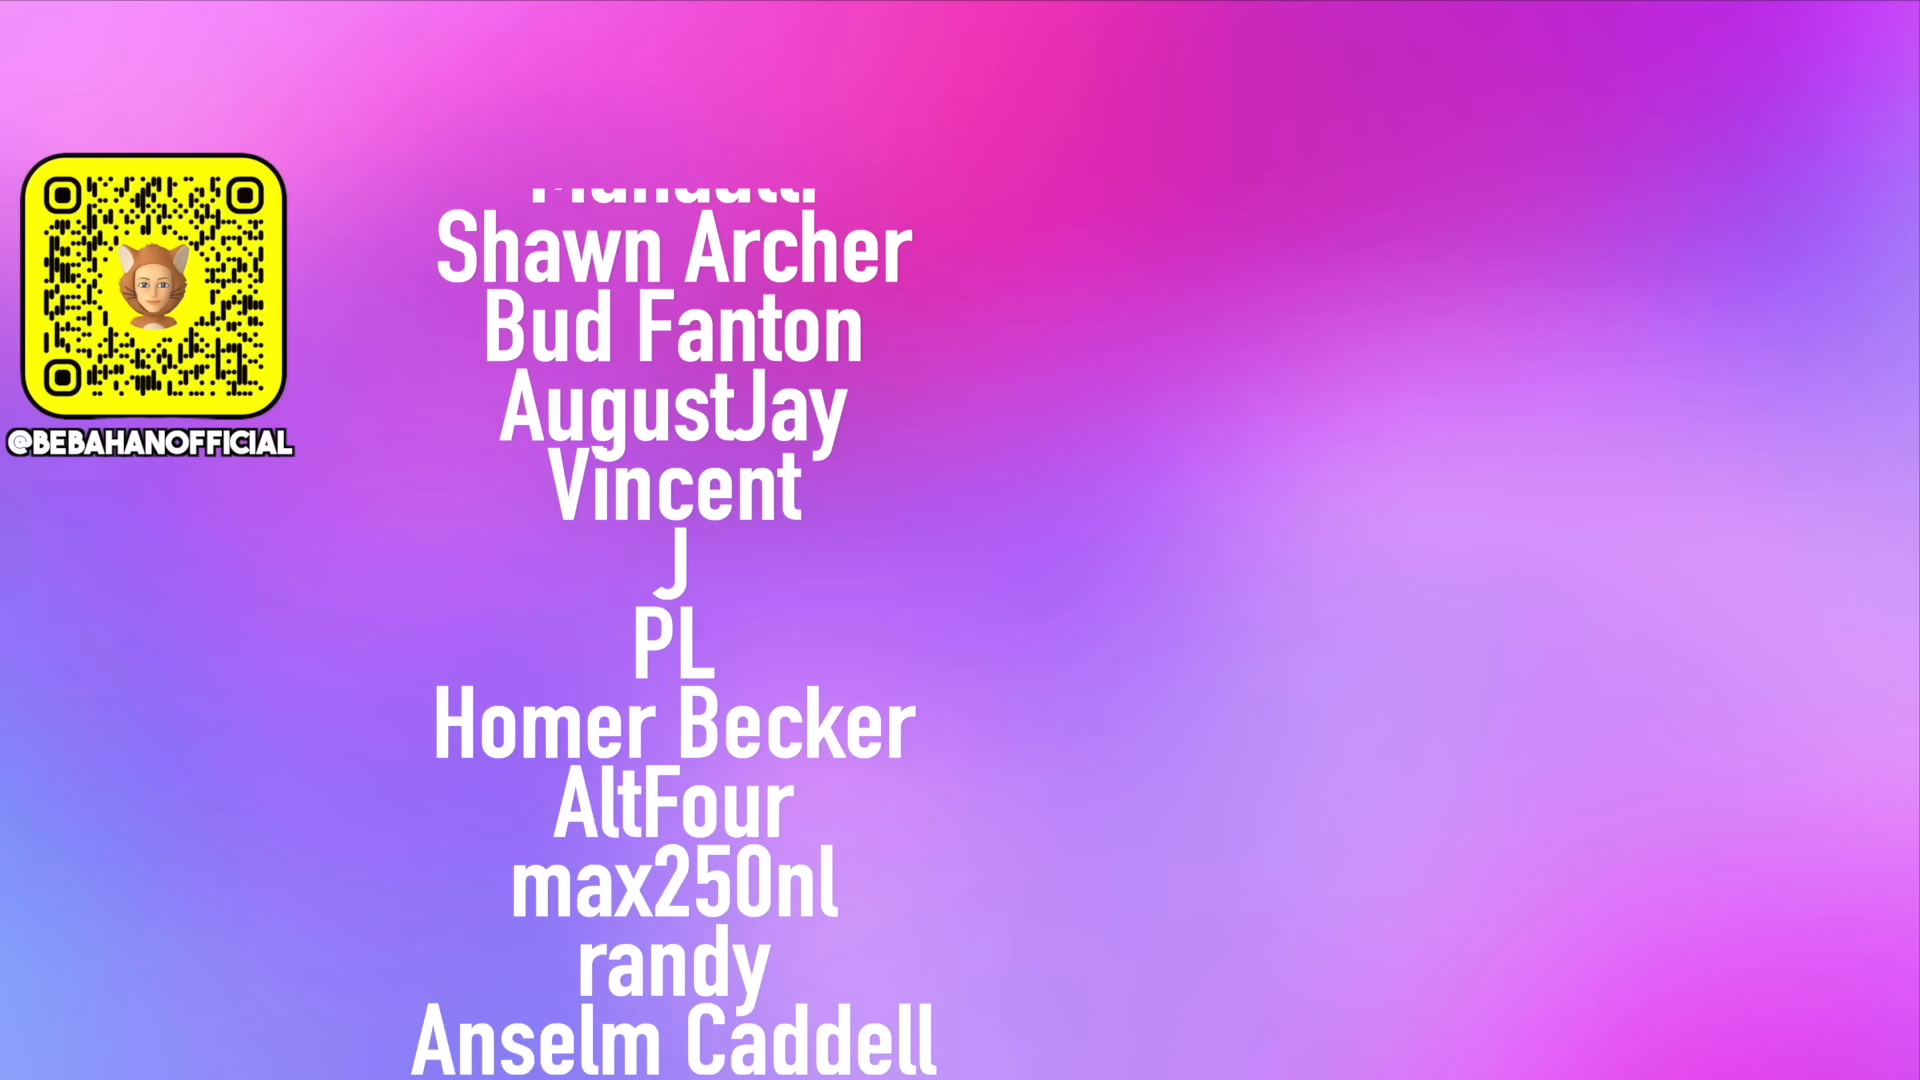 Shawn Archer
Bud Fanton
AugustJay
Vincent
J
PL
Homer Becker
AltFour
max250nl
randy
Anselm Caddell
@BEBAHANOFFICIAL